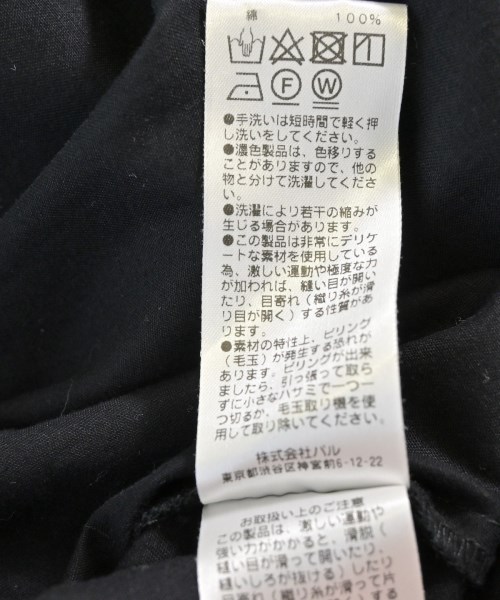 綿 100%
F W
●手洗いは短時間で軽く押
し洗いをしてください。
●濃色製品は、色移りする
ことがありますので、他の
物と分けて洗濯してくださ
い。
●洗濯により若干の縮みが
生じる場合があります。
●この製品は非常にデリケ
ートな素材を使用している
為、激しい運動や極度な力
が加われば、縫い目が開い
たり、目寄れ（織り糸が滑
り目が開く）する性質があ
ります。
●素材の特性上、ピリング
（毛玉）が発生する恐れが
あります。ピリングが出来
ましたら、引っ張って取ら
ずに小さなハサミで一つ一
つ切るか、毛玉取り機を使
用して取り除いてください。
株式会社パル
東京都渋谷区神宮前6-12-22
お取扱い上のご注意
この製品は、激しい運動や
強い力がかかると、滑脱（
縫い目が滑って開いたり、
縫いしろが抜ける）したり
目寄れ（織り糸が滑って片